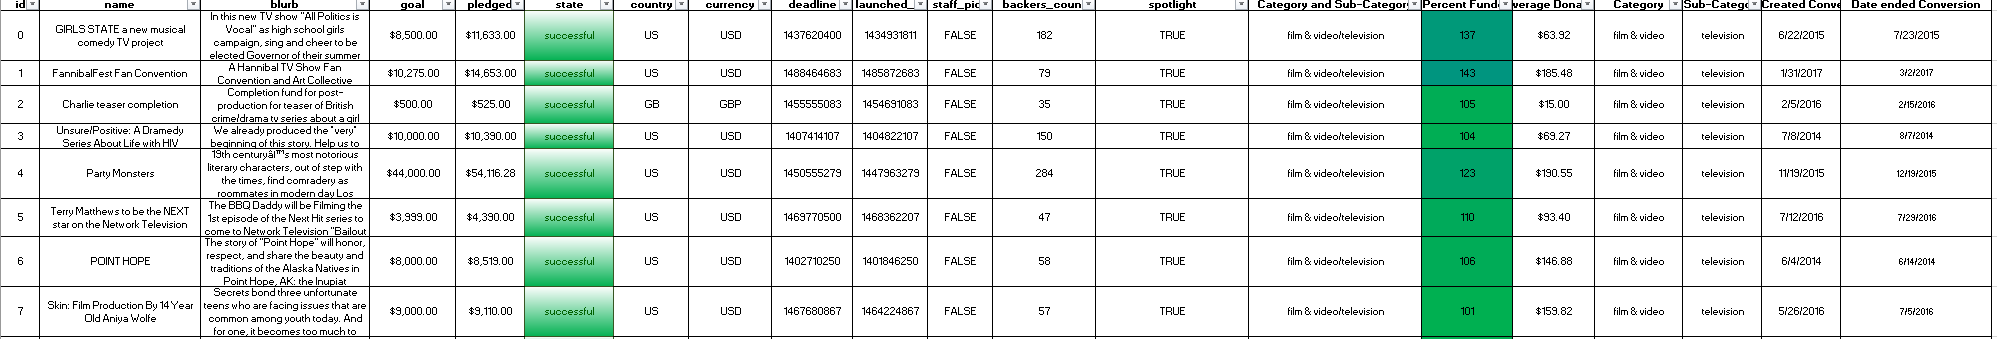 id name blurb goal pledged state country currency deadline launched_ staff_pic backers_coun spotlight Category and Sub-Categor Percent Fund verage Dona Category Sub-Catego Created Conve Date ended Conversion
0 GIRLS STATE a new musical comedy TV project In this new TV show "All Politics is Vocal" as high school girls campaign, sing and cheer to be elected Governor of their summer $8,500.00 $11,633.00 successful US USD 1437620400 1434931811 FALSE 182 TRUE film & video/television 137 $63.92 film & video television 6/22/2015 7/23/2015
1 FannibalFest Fan Convention A Hannibal TV Show Fan Convention and Art Collective $10,275.00 $14,653.00 successful US USD 1488464683 1485872683 FALSE 79 TRUE film & video/television 143 $185.48 film & video television 1/31/2017 3/2/2017
2 Charlie teaser completion Completion fund for post-production for teaser of British crime/drama tv series about a girl $500.00 $525.00 successful GB GBP 1455555083 1454691083 FALSE 35 TRUE film & video/television 105 $15.00 film & video television 2/5/2016 2/15/2016
3 Unsure/Positive: A Dramedy Series About Life with HIV We already produced the "very" beginning of this story. Help us to $10,000.00 $10,390.00 successful US USD 1407414107 1404822107 FALSE 150 TRUE film & video/television 104 $69.27 film & video television 7/8/2014 8/7/2014
4 Party Monsters 19th centuryâ€™s most notorious literary characters, out of step with the times, find comradery as roommates in modern day Los $44,000.00 $54,116.28 successful US USD 1450555279 1447963279 FALSE 284 TRUE film & video/television 123 $190.55 film & video television 11/19/2015 12/19/2015
5 Terry Matthews to be the NEXT star on the Network Television The BBQ Daddy will be Filming the 1st episode of the Next Hit series to come to Network Television "Bailout $3,999.00 $4,390.00 successful US USD 1469770500 1468362207 FALSE 47 TRUE film & video/television 110 $93.40 film & video television 7/12/2016 7/29/2016
6 POINT HOPE The story of "Point Hope" will honor, respect, and share the beauty and traditions of the Alaska Natives in Point Hope, AK: the Inupiat $8,000.00 $8,519.00 successful US USD 1402710250 1401846250 FALSE 58 TRUE film & video/television 106 $146.88 film & video television 6/4/2014 6/14/2014
7 Skin: Film Production By 14 Year Old Aniya Wolfe Secrets bond three unfortunate teens who are facing issues that are common among youth today. And for one, it becomes too much to $9,000.00 $9,110.00 successful US USD 1467680867 1464224867 FALSE 57 TRUE film & video/television 101 $159.82 film & video television 5/26/2016 7/5/2016